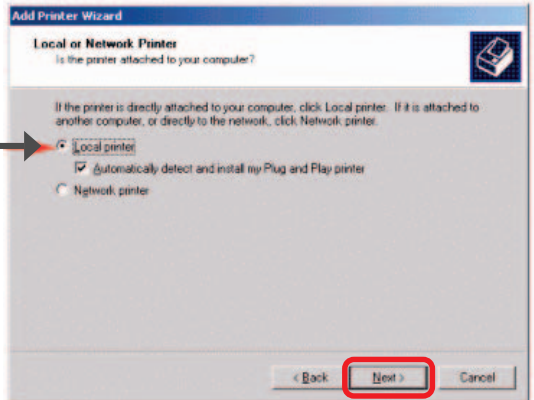 Add Printer Wizard
Local or Network Printer
Is the printer attached to your computer?
If the printer is directly attached to your computer, click Local printer. If it is attached to
another computer, or directly to the network, click Network printer.
Local printer
Automatically detect and install my Plug and Play printer
Network printer
< Back
Next >
Cancel